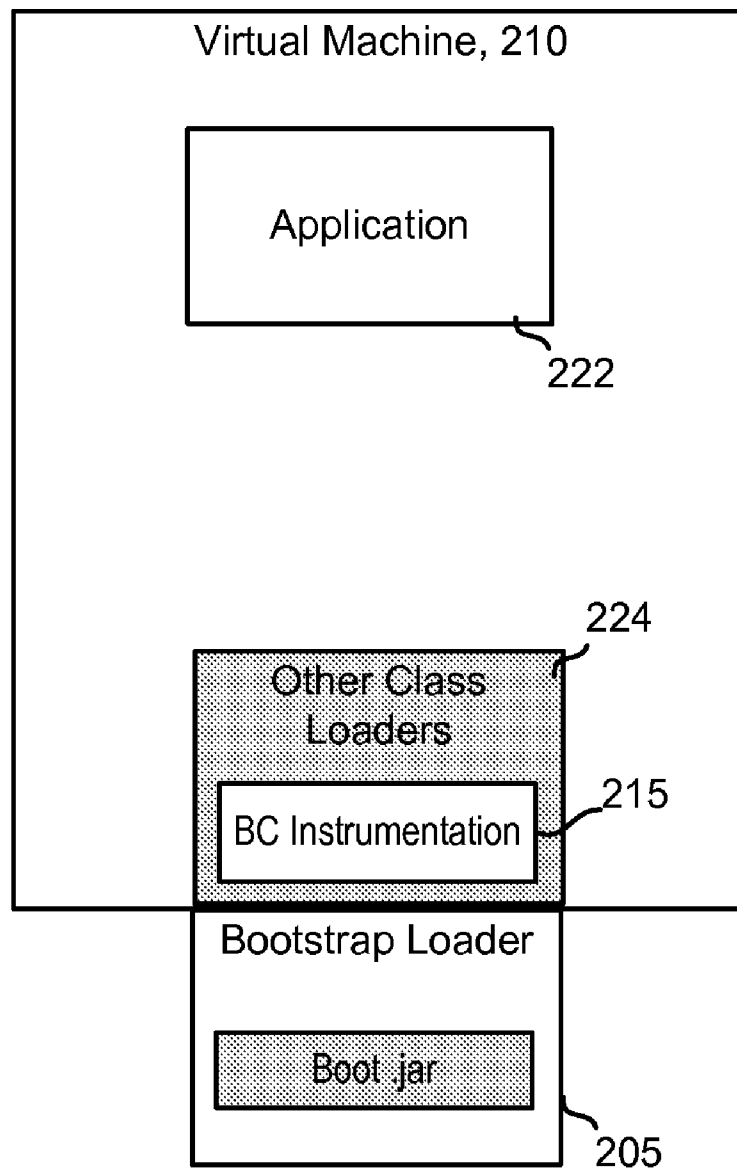 Virtual Machine, 210
Application
222
224
Other Class
Loaders
215
BC Instrumentation
Bootstrap Loader
Boot .jar
205